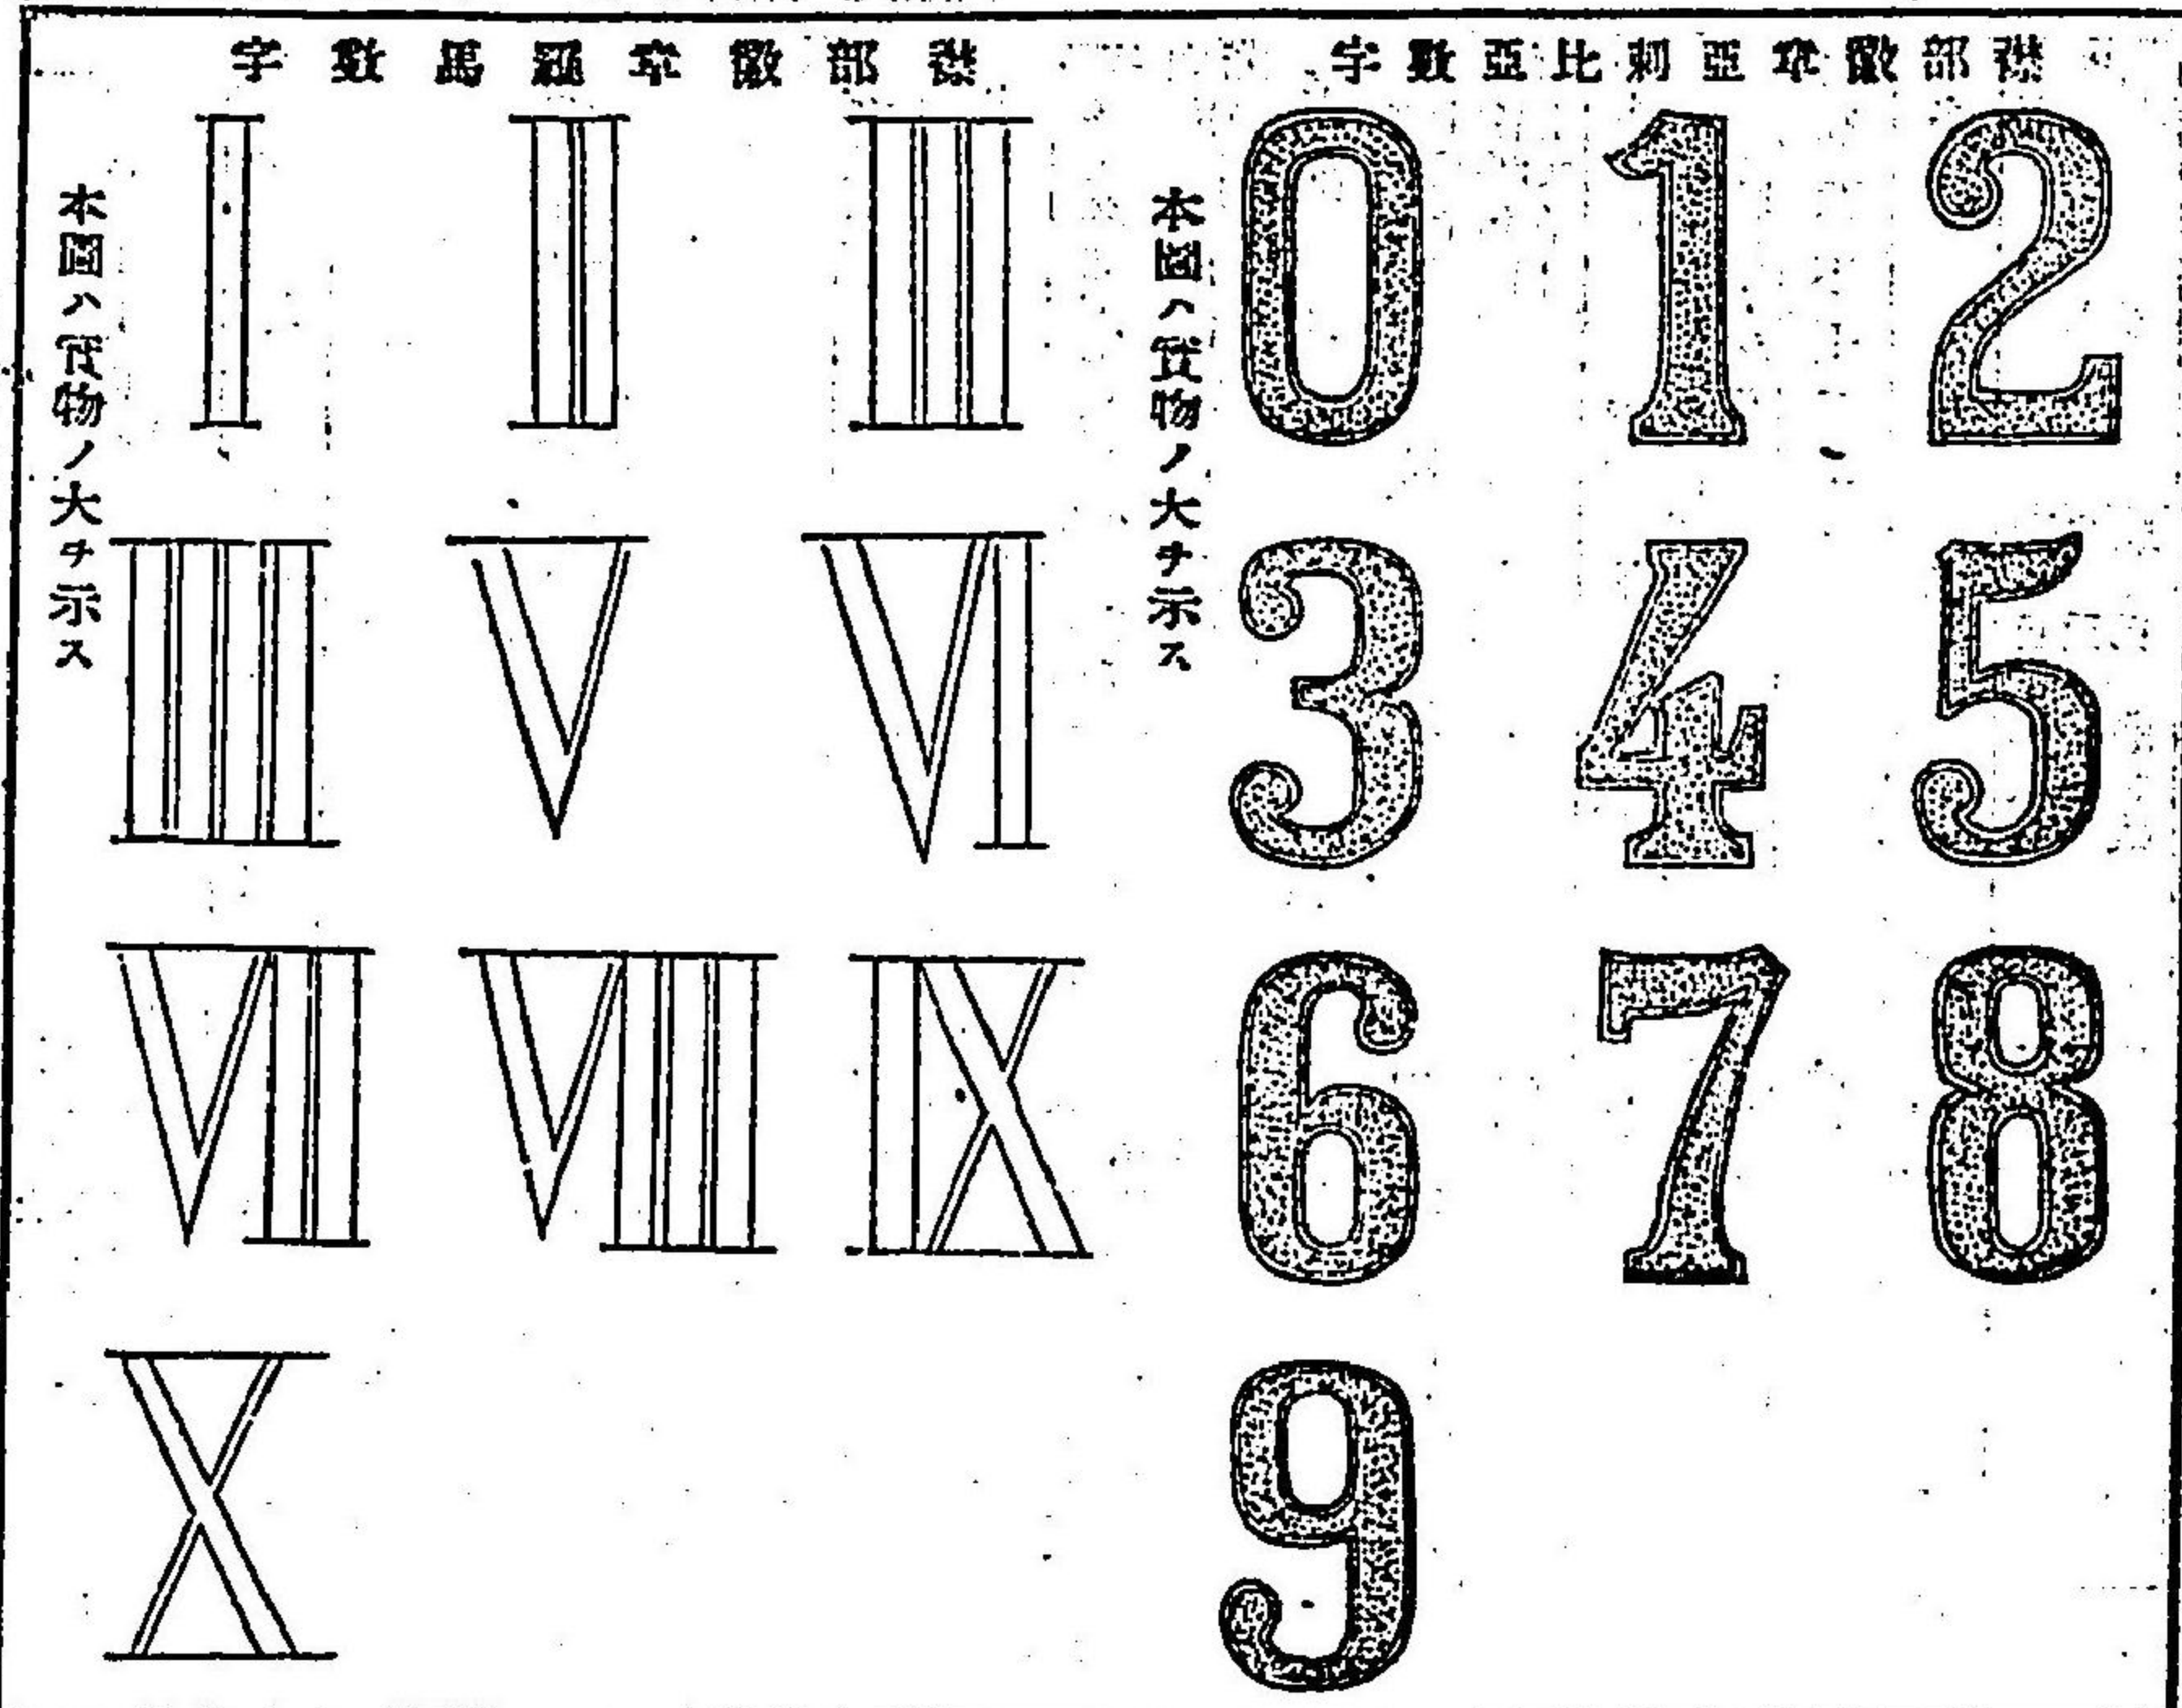 襟部徽章亞剌比亞數字
本圖ハ實物ノ大ヲ示ス
0 1 2
3 4 5
6 7 8
9
襟部徽章羅馬數字
本圖ハ實物ノ大ヲ示ス
I II III
IIII V VI
VII VIII IX
X